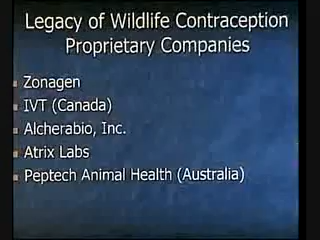 Legacy of Wildlife Contraception
Proprietary Companies
Zonagen
IVT (Canada)
Alcherabio, Inc.
Atrix Labs
Peptech Animal Health (Australia)